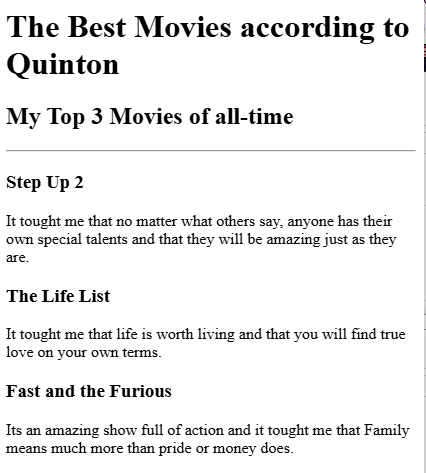 The Best Movies according to
Quinton
My Top 3 Movies of all-time
Step Up 2
It tought me that no matter what others say, anyone has their
own special talents and that they will be amazing just as they
are.
The Life List
It tought me that life is worth living and that you will find true
love on your own terms.
Fast and the Furious
Its an amazing show full of action and it tought me that Family
means much more than pride or money does.